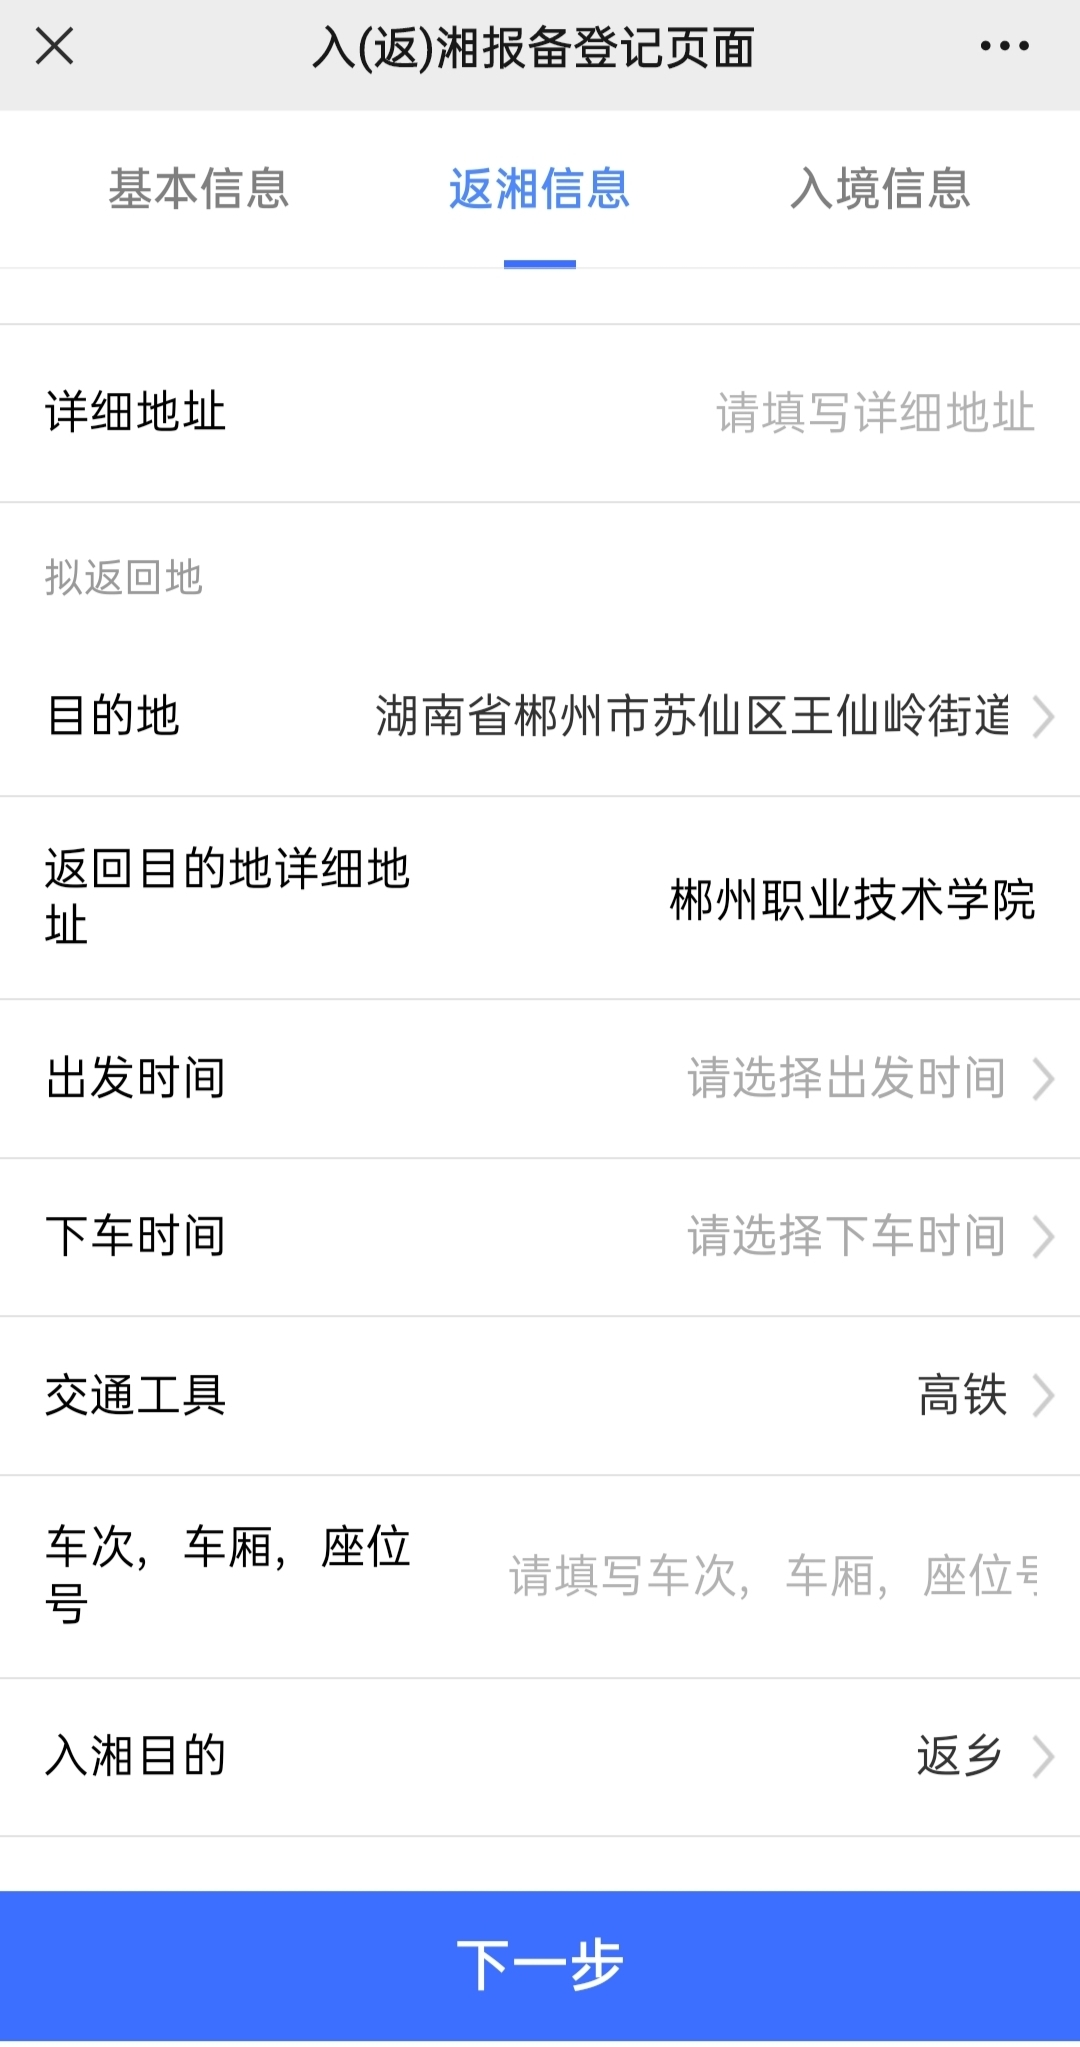 入(返)湘报备登记页面
基本信息
返湘信息
入境信息
详细地址
请填写详细地址
拟返回地
目的地
湖南省郴州市苏仙区王仙岭街道
返回目的地详细地
址
郴州职业技术学院
出发时间
请选择出发时间
下车时间
请选择下车时间
交通工具
高铁
车次，车厢，座位
号
请填写车次，车厢，座位号
入湘目的
返乡
下一步